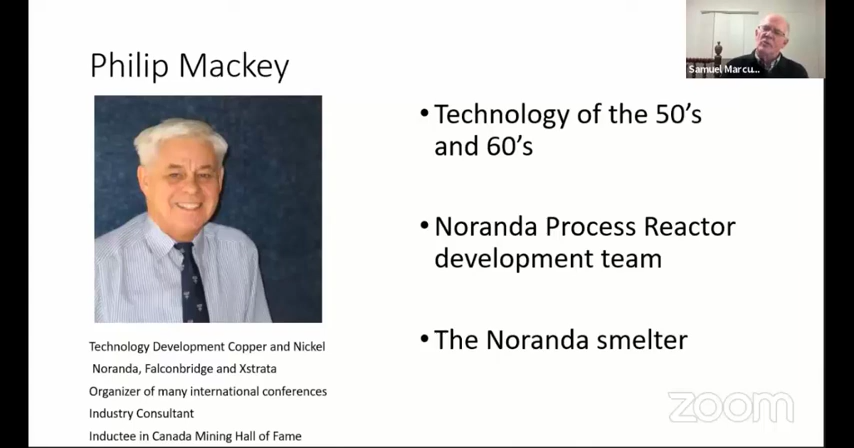 Philip Mackey
Samuel Marcu...
• Technology of the 50's
and 60's
• Noranda Process Reactor
development team
• The Noranda smelter
Technology Development Copper and Nickel
Noranda, Falconbridge and Xstrata
Organizer of many international conferences
Industry Consultant
Inductee in Canada Mining Hall of Fame
zoom